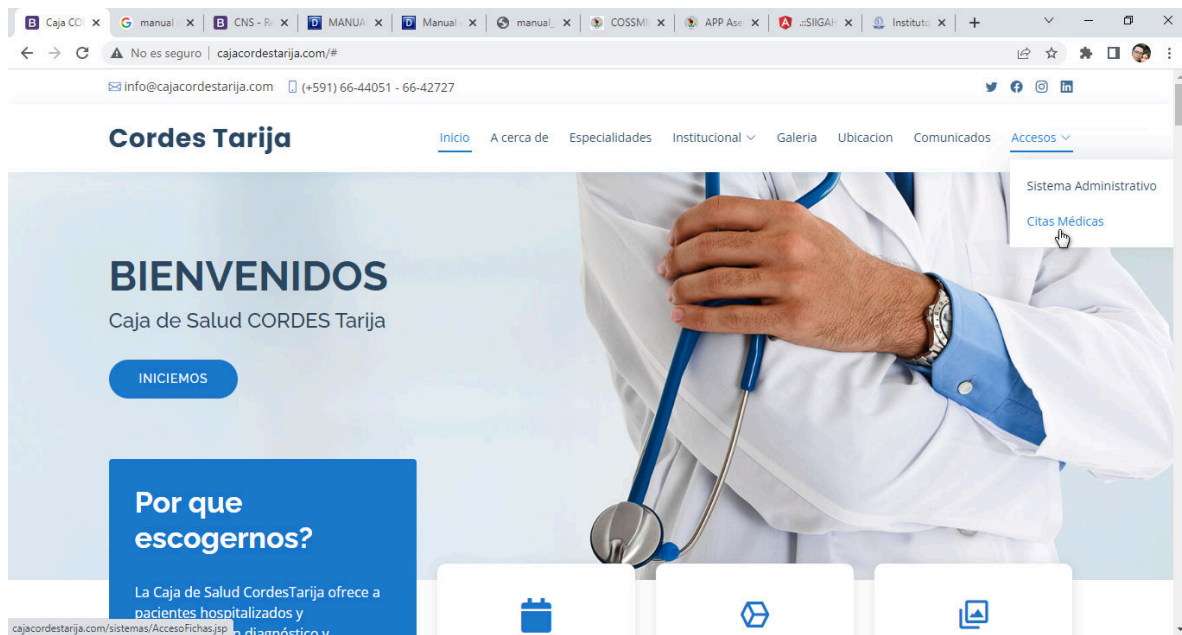 Caja CO
manual
CNS - R
MANUA
Manual
manual_
COSSMI
APP Ase
.::SIIGAH
Instituto
No es seguro
cajacordestarija.com/#
info@cajacordestarija.com
(+591) 66-44051 - 66-42727
Cordes Tarija
Inicio
A cerca de
Especialidades
Institucional
Galeria
Ubicacion
Comunicados
Accesos
Sistema Administrativo
Citas Médicas
BIENVENIDOS
Caja de Salud CORDES Tarija
INICIEMOS
Por que
escogernos?
La Caja de Salud CordesTarija ofrece a
pacientes hospitalizados y
diagnóstico y
cajacordestarija.com/sistemas/AccesoFichas.jsp